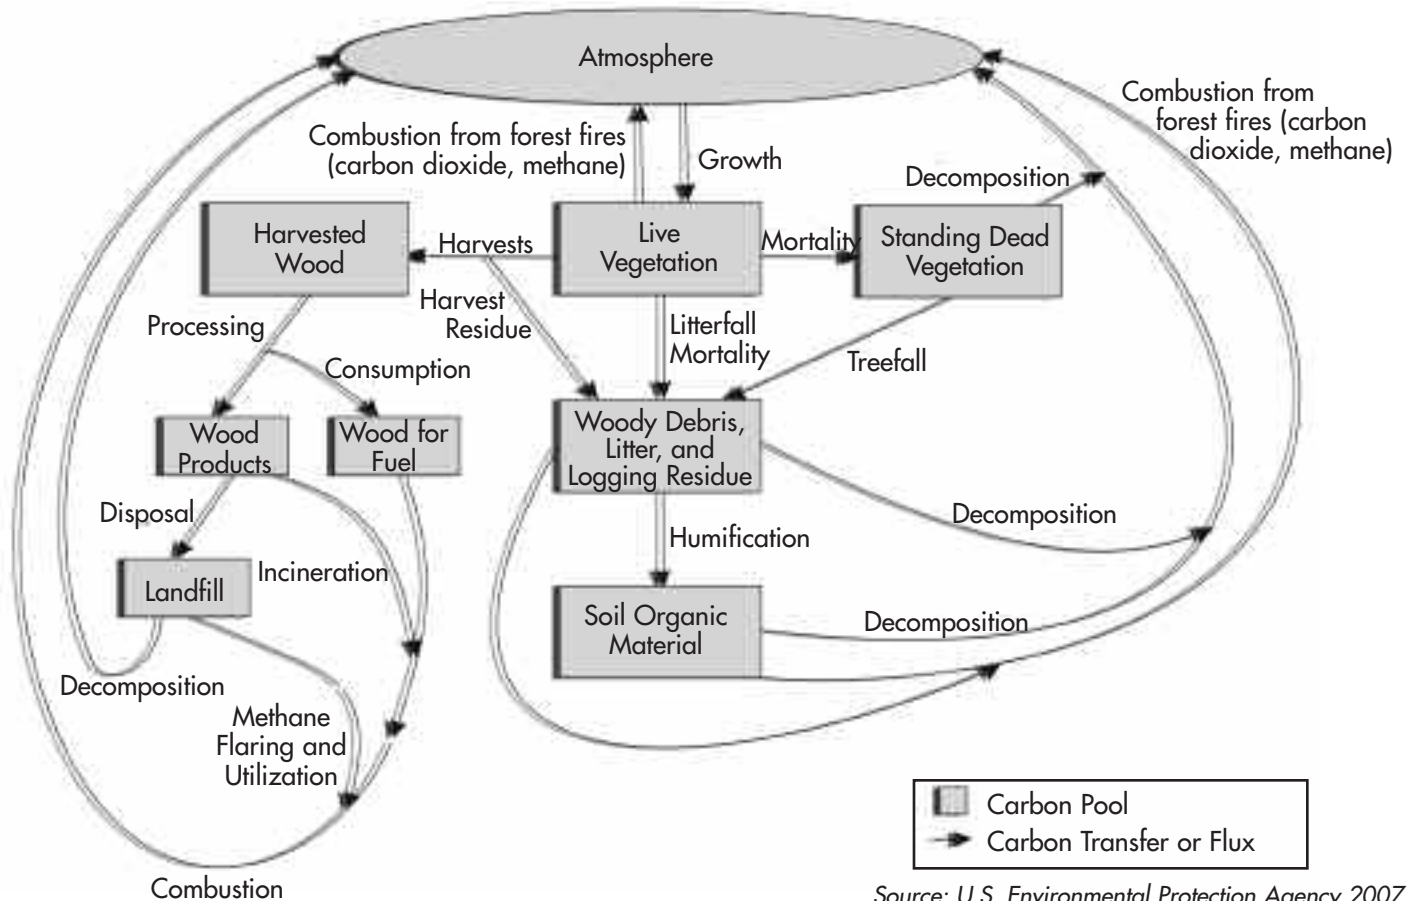 Atmosphere
Combustion from
forest fires (carbon
dioxide, methane)
Combustion from forest fires
(carbon dioxide, methane)
Growth
Decomposition
Harvested
Wood
Harvests
Live
Vegetation
Mortality
Standing Dead
Vegetation
Harvest
Residue
Processing
Litterfall
Mortality
Treefall
Consumption
Wood
Products
Wood for
Fuel
Woody Debris,
Litter, and
Logging Residue
Disposal
Decomposition
Humification
Incineration
Landfill
Soil Organic
Material
Decomposition
Decomposition
Methane
Flaring and
Utilization
Combustion
Carbon Pool
Carbon Transfer or Flux
Source: U.S. Environmental Protection Agency 2007